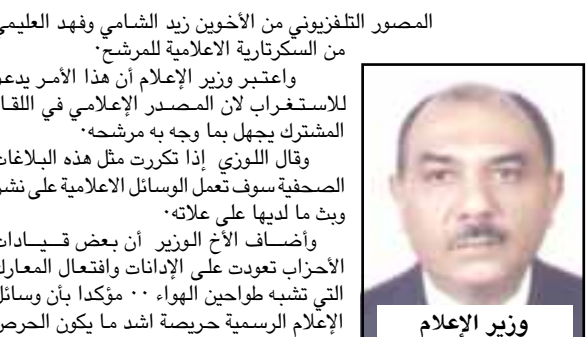 المصور التلفزيوني من الأخوين زيد الشامي وفهد العليمي
من السكرتارية الاعلامية للمرشح٠
واعتبر وزير الإعلام أن هذا الأمر يدعو
للاستغراب لان المصدر الإعلامي في اللقا
المشترك يجهل بما وجه به مرشحه٠
وقال اللوزي إذا تكررت مثل هذه البلاغات
الصحفية سوف تعمل الوسائل الاعلامية على نشر
وبث ما لديها على علاته٠
وأضاف الأخ الوزير أن بعض قيادات
الأحزاب تعودت على الإدانات وافتعال المعارك
التي تشبه طواحين الهواء ٠٠ مؤكدا بأن وسائل
الإعلام الرسمية حريصة اشد ما يكون الحرص
وزير الإعلام